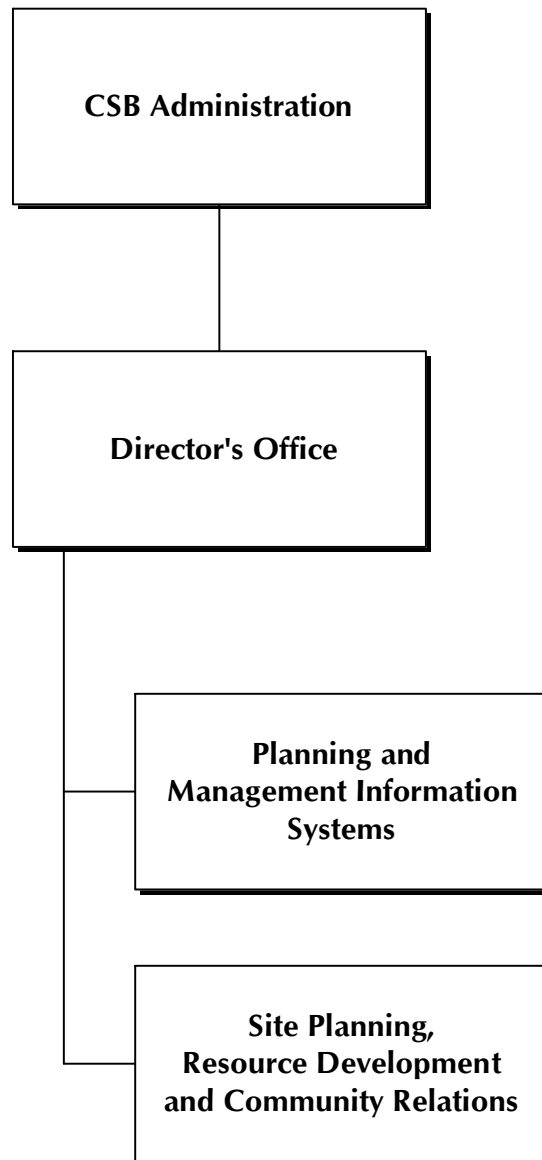 CSB Administration
Director's Office
Planning and
Management Information
Systems
Site Planning,
Resource Development
and Community Relations